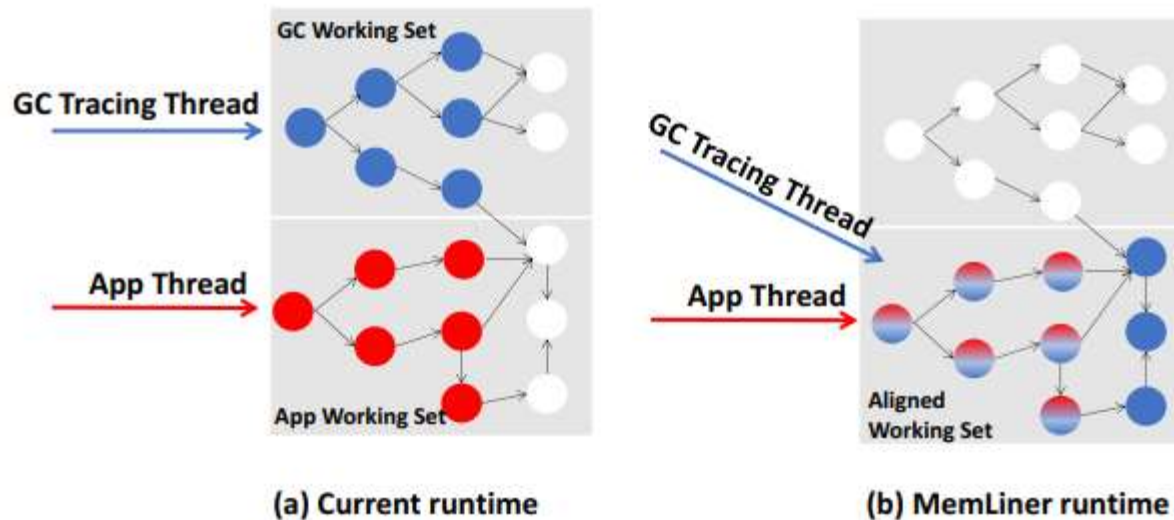 GC Working Set
GC Tracing Thread
App Thread
App Working Set
(a) Current runtime
GC Tracing Thread
App Thread
Aligned
Working Set
(b) MemLiner runtime